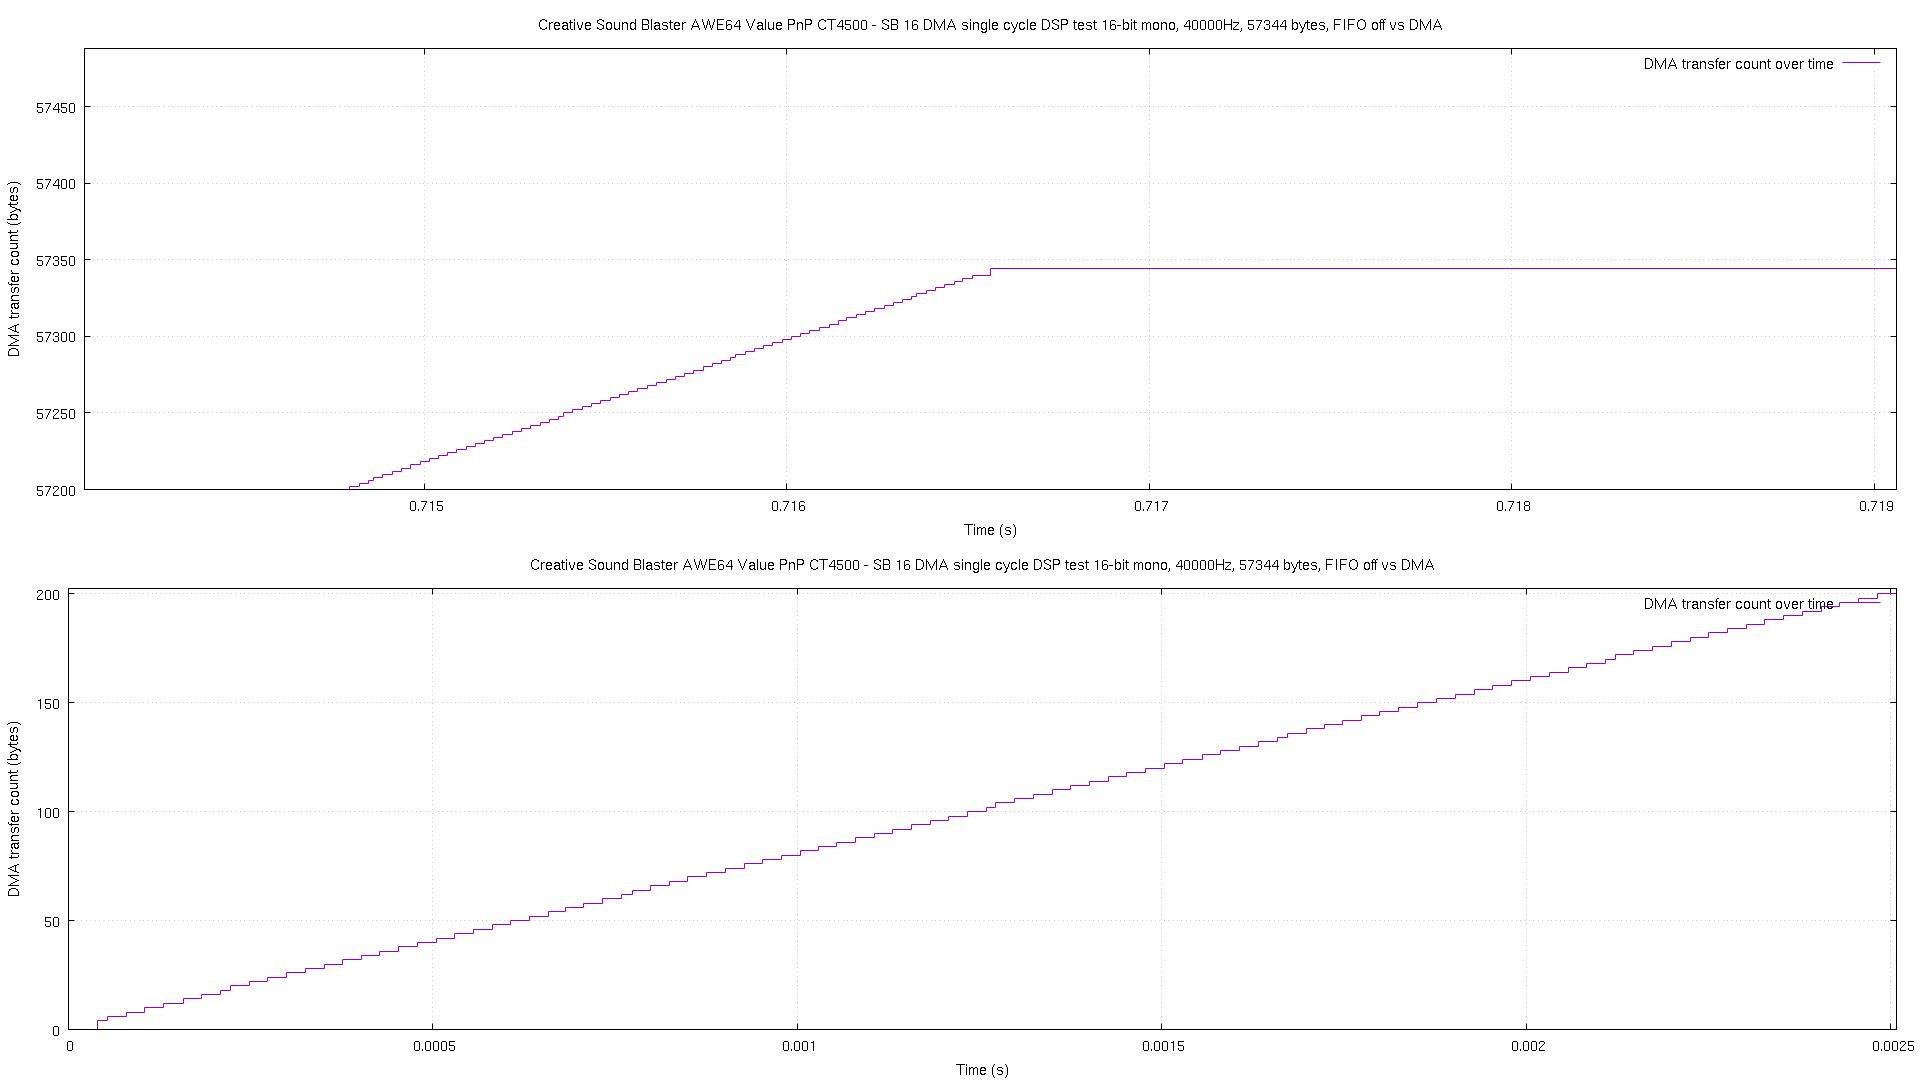 Creative Sound Blaster AWE64 Value PnP CT4500 - SB 16 DMA single cycle DSP test 16-bit mono, 40000Hz, 57344 bytes, FIFO off vs DMA
DMA transfer count over time
DMA transfer count (bytes)
57450
57400
57350
57300
57250
57200
0.715 0.716 0.717 0.718 0.719
Time (s)
Creative Sound Blaster AWE64 Value PnP CT4500 - SB 16 DMA single cycle DSP test 16-bit mono, 40000Hz, 57344 bytes, FIFO off vs DMA
DMA transfer count over time
DMA transfer count (bytes)
200
150
100
50
0
0 0.0005 0.001 0.0015 0.002 0.0025
Time (s)